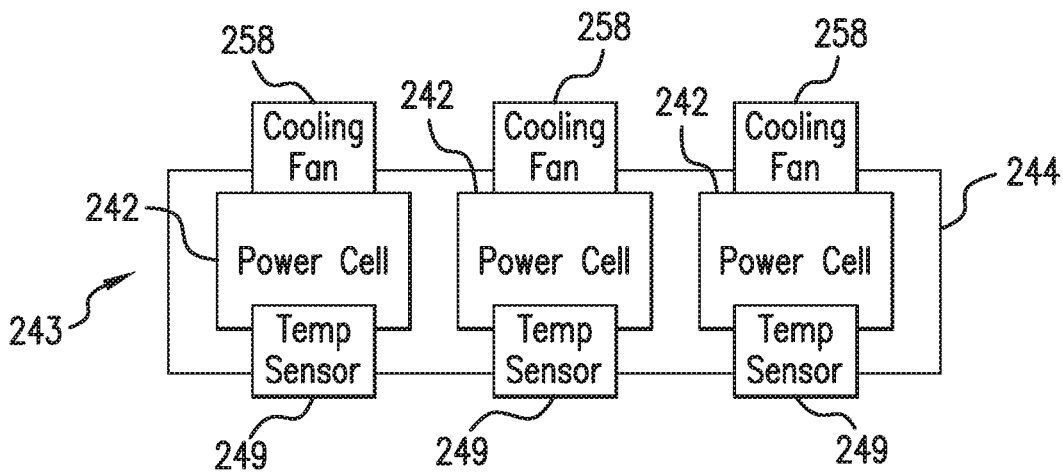 258
258
258
242
242
Cooling
Fan
Cooling
Fan
Cooling
Fan
244
242
Power Cell
Power Cell
Power Cell
243
Temp
Sensor
Temp
Sensor
Temp
Sensor
249
249
249